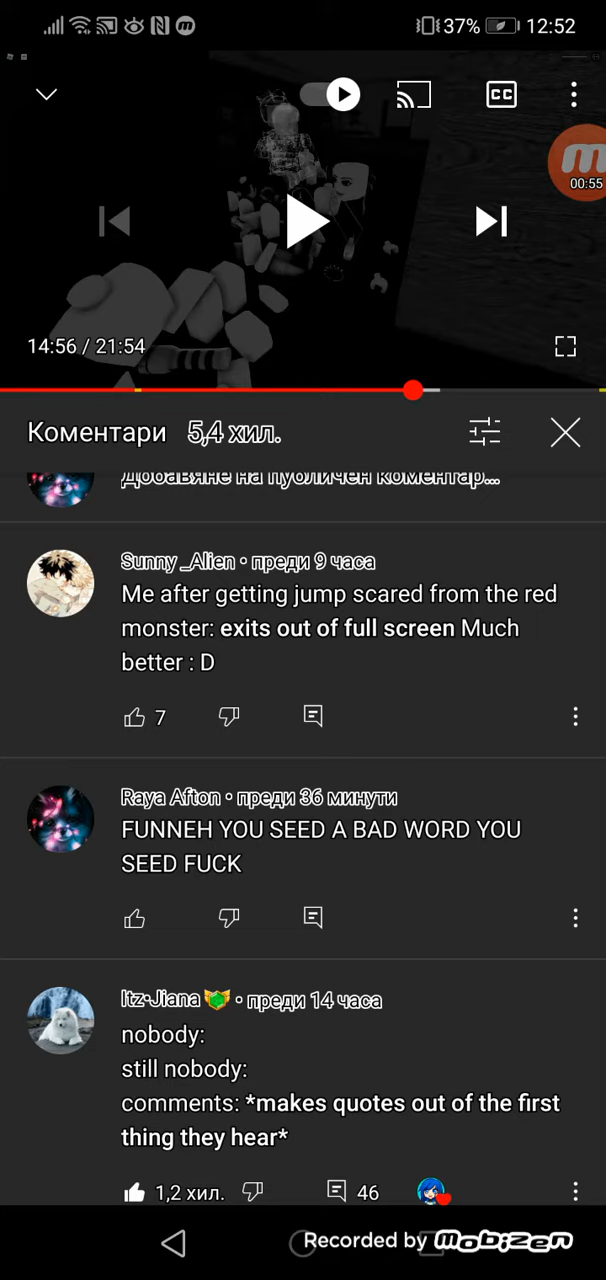 37% 12:52
CC
00:55
14:56 / 21:54
Коментари 5,4 хил.
Добавяне на публичен коментар...
Sunny _Alien • преди 9 часа
Me after getting jump scared from the red
monster: exits out of full screen Much
better : D
7
Raya Afton • преди 36 минути
FUNNEH YOU SEED A BAD WORD YOU
SEED FUCK
Itz•Jiana • преди 14 часа
nobody:
still nobody:
comments: *makes quotes out of the first
thing they hear*
1,2 хил. 46
Recorded by mobizen